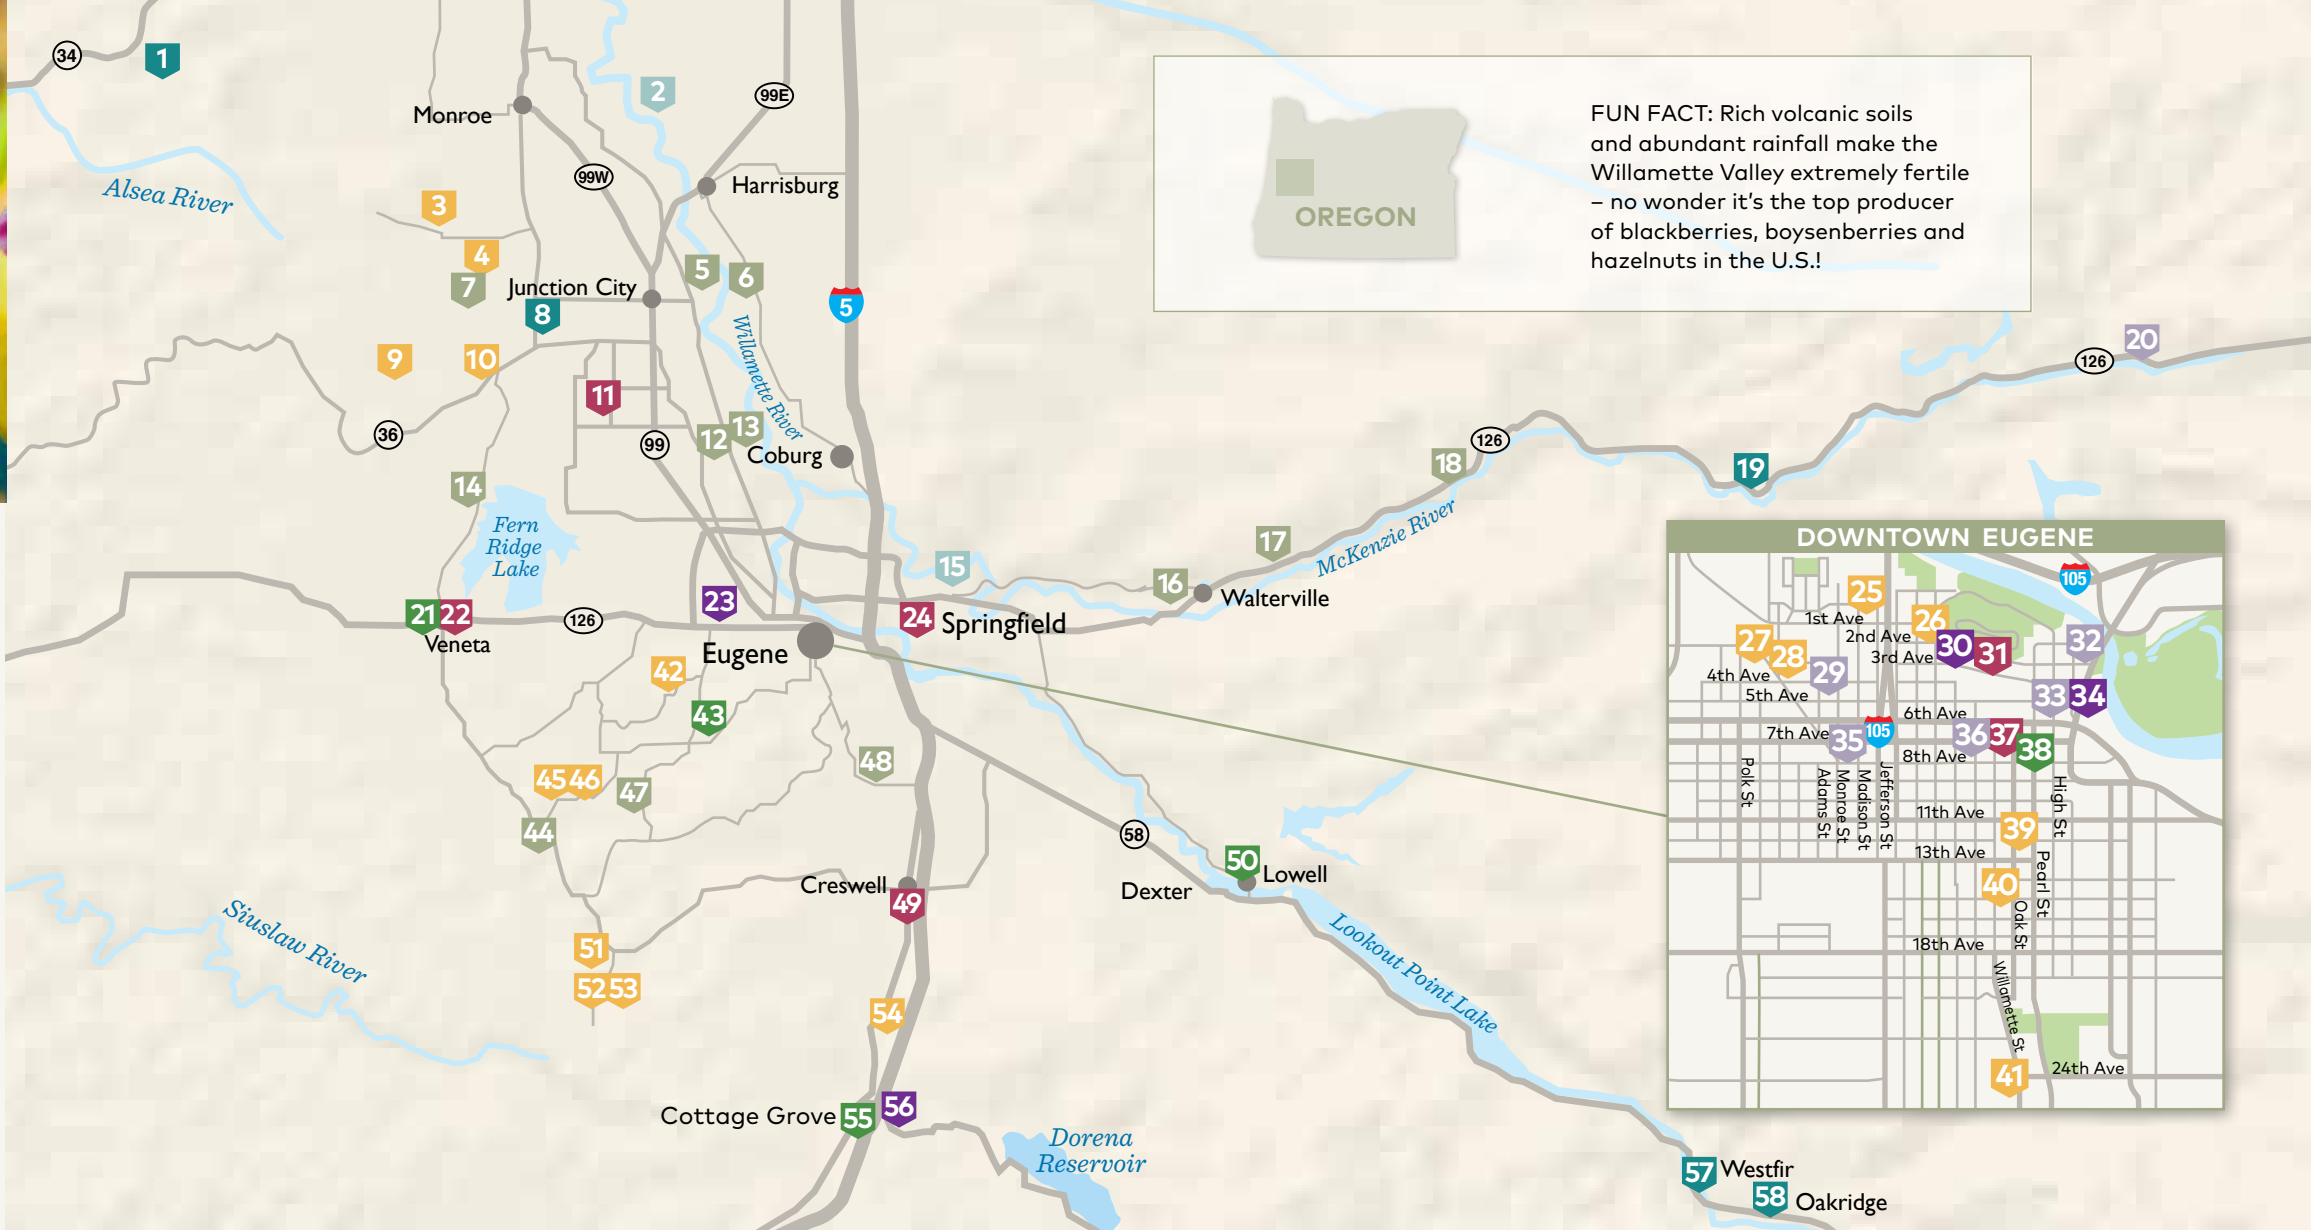 34
1
Monroe
2
99E
99W
Harrisburg
Alsea River
3
4
7
Junction City
8
5
6
5
Willamette River
9
10
11
36
99
12
13
Coburg
14
Fern
Ridge
Lake
15
16
Walterville
17
McKenzie River
18
126
19
126
20
21
22
Veneta
126
23
Eugene
24
Springfield
42
43
45
46
47
44
48
58
50
Lowell
Dexter
Lookout Point Lake
Creswell
49
Siuslaw River
51
52
53
54
Cottage Grove
55
56
Dorena
Reservoir
57
Westfir
58
Oakridge
OREGON
FUN FACT: Rich volcanic soils
and abundant rainfall make the
Willamette Valley extremely fertile
– no wonder it's the top producer
of blackberries, boysenberries and
hazelnuts in the U.S.!
DOWNTOWN EUGENE
105
25
1st Ave
26
2nd Ave
27
28
3rd Ave
30
31
32
29
4th Ave
5th Ave
33
34
6th Ave
7th Ave
35
105
36
37
38
8th Ave
Polk St
Adams St
Monroe St
Madison St
Jefferson St
High St
11th Ave
39
13th Ave
Pearl St
40
Oak St
18th Ave
Willamette St
41
24th Ave